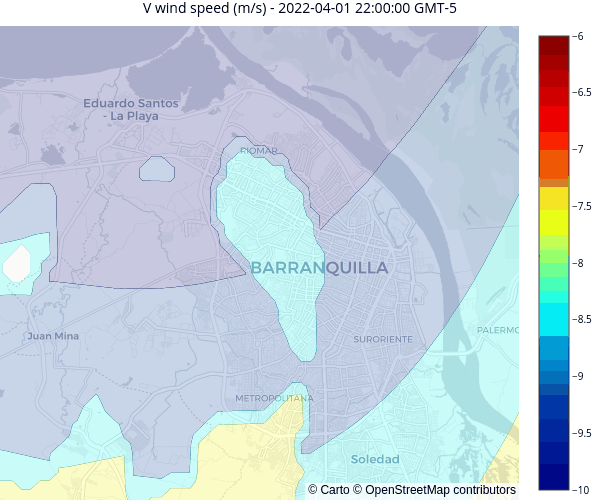 V wind speed (m/s) - 2022-04-01 22:00:00 GMT-5
Eduardo Santos
- La Playa
RIOMAR
BARRANQUILLA
Juan Mina
SURORIENTE
PALERMO
METROPOLITANA
Soledad
© Carto © OpenStreetMap contributors
−6
−6.5
−7
−7.5
−8
−8.5
−9
−9.5
−10